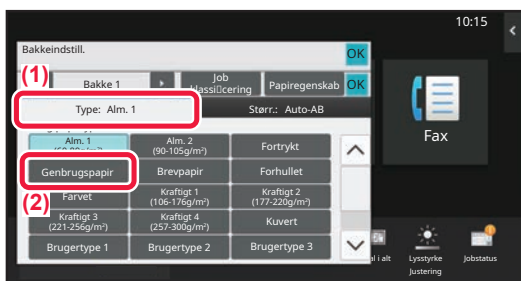 10:15
Bakkeindstill.
OK
(1)
Bakke 1
Job
Papiregenskab
OK
Type: Alm. 1
Størr.: Auto-AB
Alm. 1
Alm. 2
(90-105g/m²)
Fortrykt
Genbrugspapir
Brevpapir
Forhullet
(2)
Farvet
Kraftigt 1
(106-176g/m²)
Kraftigt 2
(177-220g/m²)
Kraftigt 3
(221-256g/m²)
Kraftigt 4
(257-300g/m²)
Kuvert
Brugertype 1
Brugertype 2
Brugertype 3
Fax
al i alt
Lysstyrke
Justering
Jobstatus